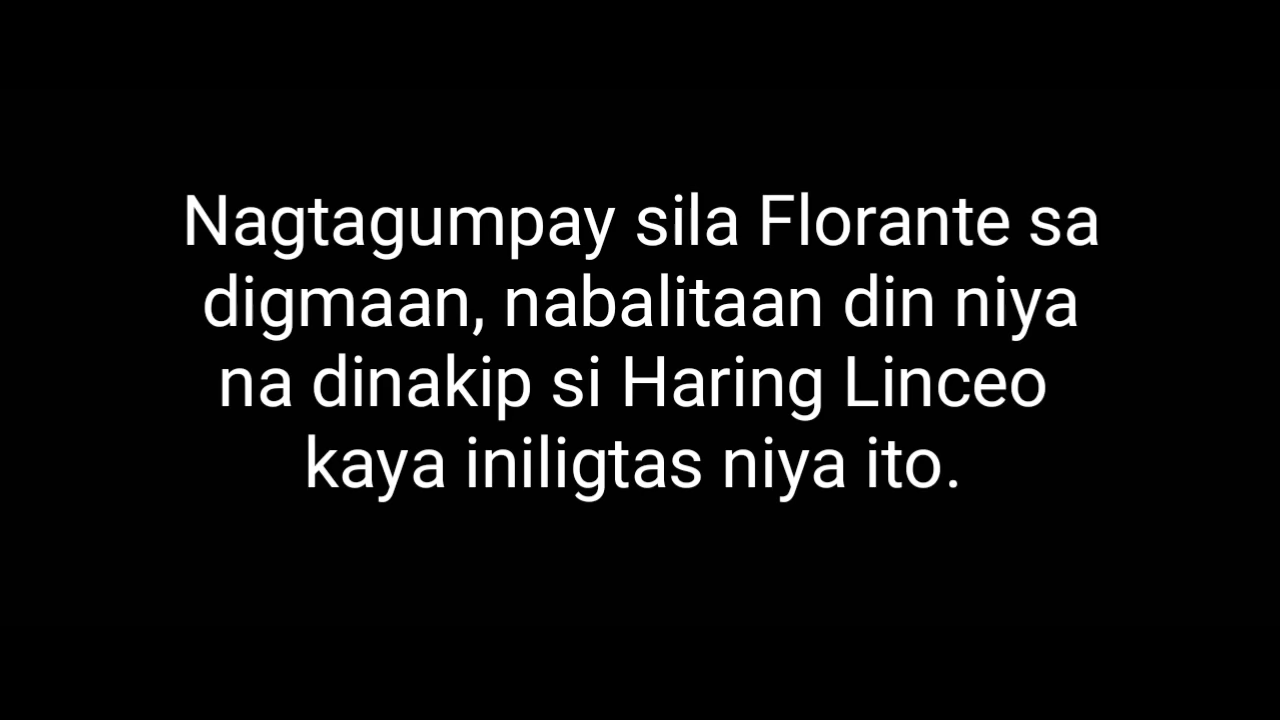 Nagtagumpay sila Florante sa
digmaan, nabalitaan din niya
na dinakip si Haring Linceo
kaya iniligtas niya ito.